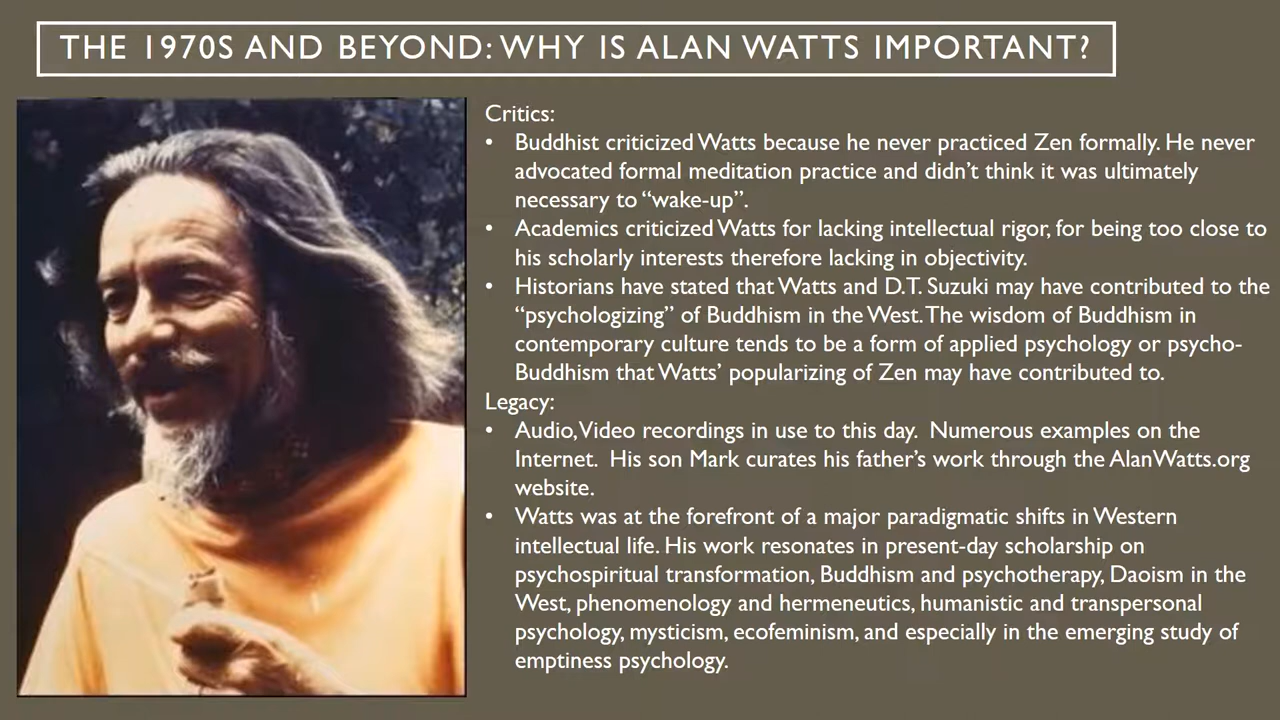 THE 1970S AND BEYOND: WHY IS ALAN WATTS IMPORTANT?
Critics:
• Buddhist criticized Watts because he never practiced Zen formally. He never
advocated formal meditation practice and didn't think it was ultimately
necessary to “wake-up”.
• Academics criticized Watts for lacking intellectual rigor, for being too close to
his scholarly interests therefore lacking in objectivity.
• Historians have stated that Watts and D.T. Suzuki may have contributed to the
“psychologizing” of Buddhism in the West. The wisdom of Buddhism in
contemporary culture tends to be a form of applied psychology or psycho-
Buddhism that Watts’ popularizing of Zen may have contributed to.
Legacy:
• Audio, Video recordings in use to this day.  Numerous examples on the
Internet.  His son Mark curates his father’s work through the AlanWatts.org
website.
• Watts was at the forefront of a major paradigmatic shifts in Western
intellectual life. His work resonates in present-day scholarship on
psychospiritual transformation, Buddhism and psychotherapy, Daoism in the
West, phenomenology and hermeneutics, humanistic and transpersonal
psychology, mysticism, ecofeminism, and especially in the emerging study of
emptiness psychology.